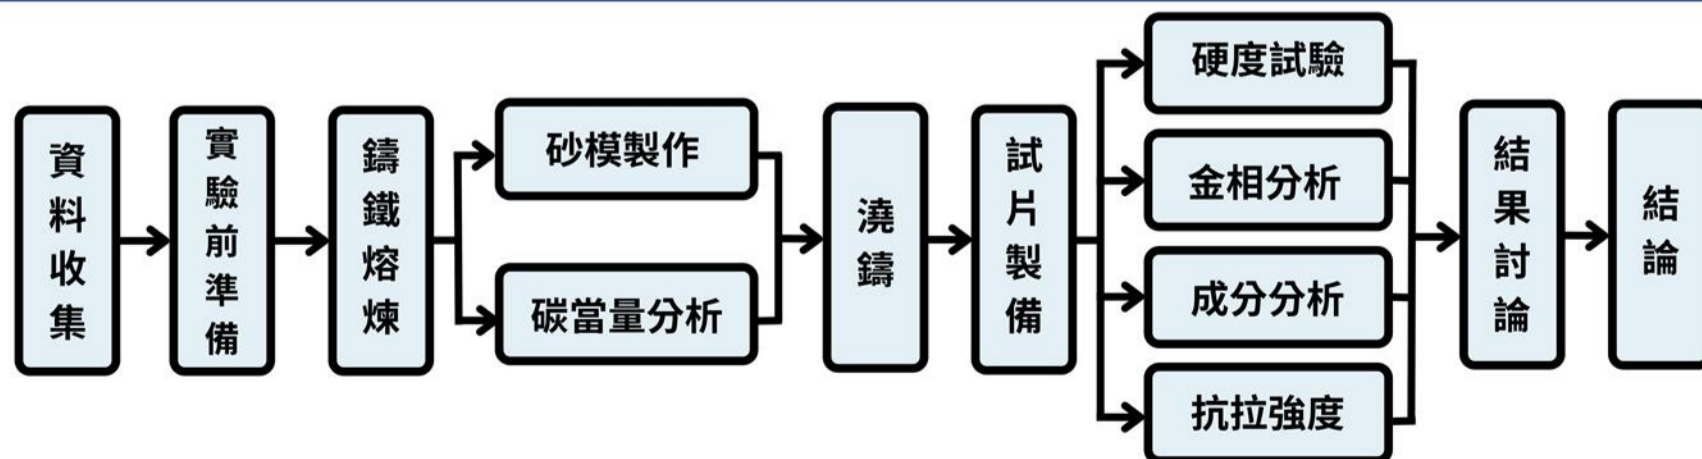 資料收集
實驗前準備
鑄鐵熔煉
砂模製作
碳當量分析
澆鑄
試片製備
硬度試驗
金相分析
成分分析
抗拉強度
結果討論
結論